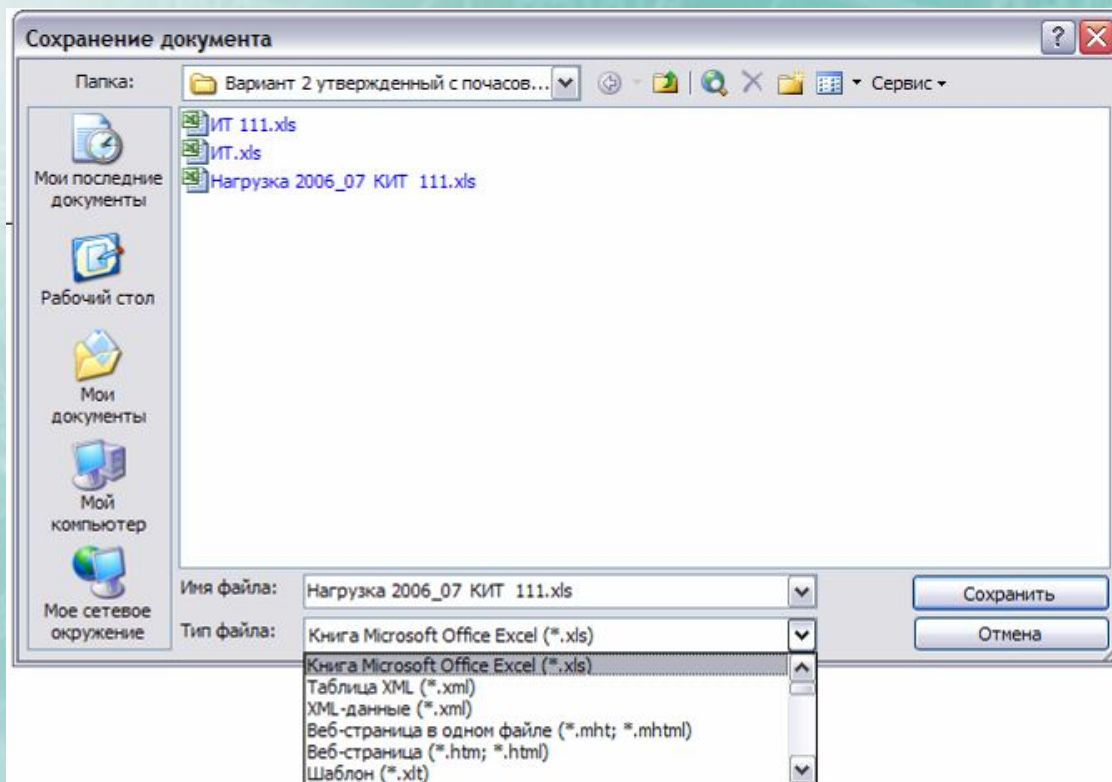 Сохранение документа
Папка:
Вариант 2 утвержденный с почасов...
Сервис
Мои последние
документы
Рабочий стол
Мои
документы
Мой
компьютер
Мое сетевое
окружение
ИТ 111.xls
ИТ.xls
Нагрузка 2006_07 КИТ 111.xls
Имя файла:
Нагрузка 2006_07 КИТ 111.xls
Сохранить
Тип файла:
Книга Microsoft Office Excel (*.xls)
Отмена
Книга Microsoft Office Excel (*.xls)
Таблица XML (*.xml)
XML-данные (*.xml)
Веб-страница в одном файле (*.mht; *.mhtml)
Веб-страница (*.htm; *.html)
Шаблон (*.xlt)